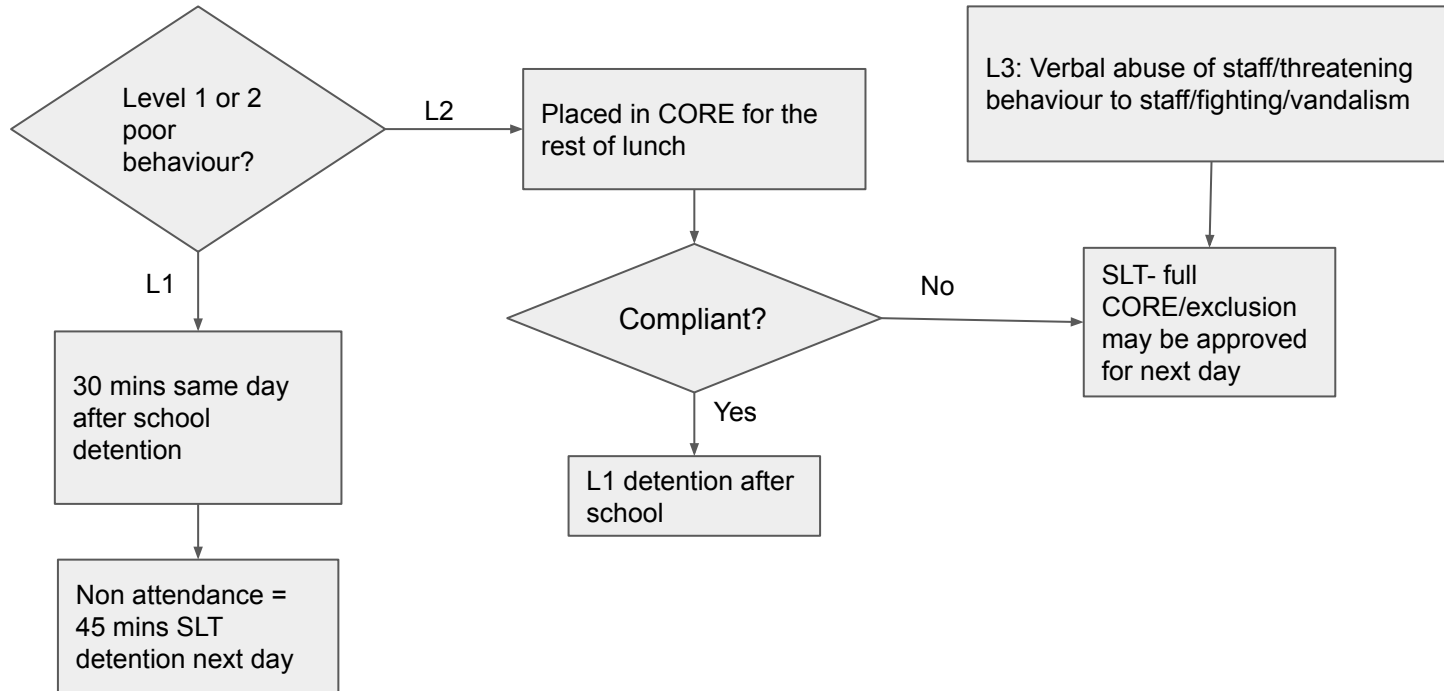 Level 1 or 2
poor
behaviour?
L2
Placed in CORE for the
rest of lunch
L3: Verbal abuse of staff/threatening
behaviour to staff/fighting/vandalism
L1
Compliant?
No
SLT- full
CORE/exclusion
may be approved
for next day
30 mins same day
after school
detention
Yes
L1 detention after
school
Non attendance =
45 mins SLT
detention next day